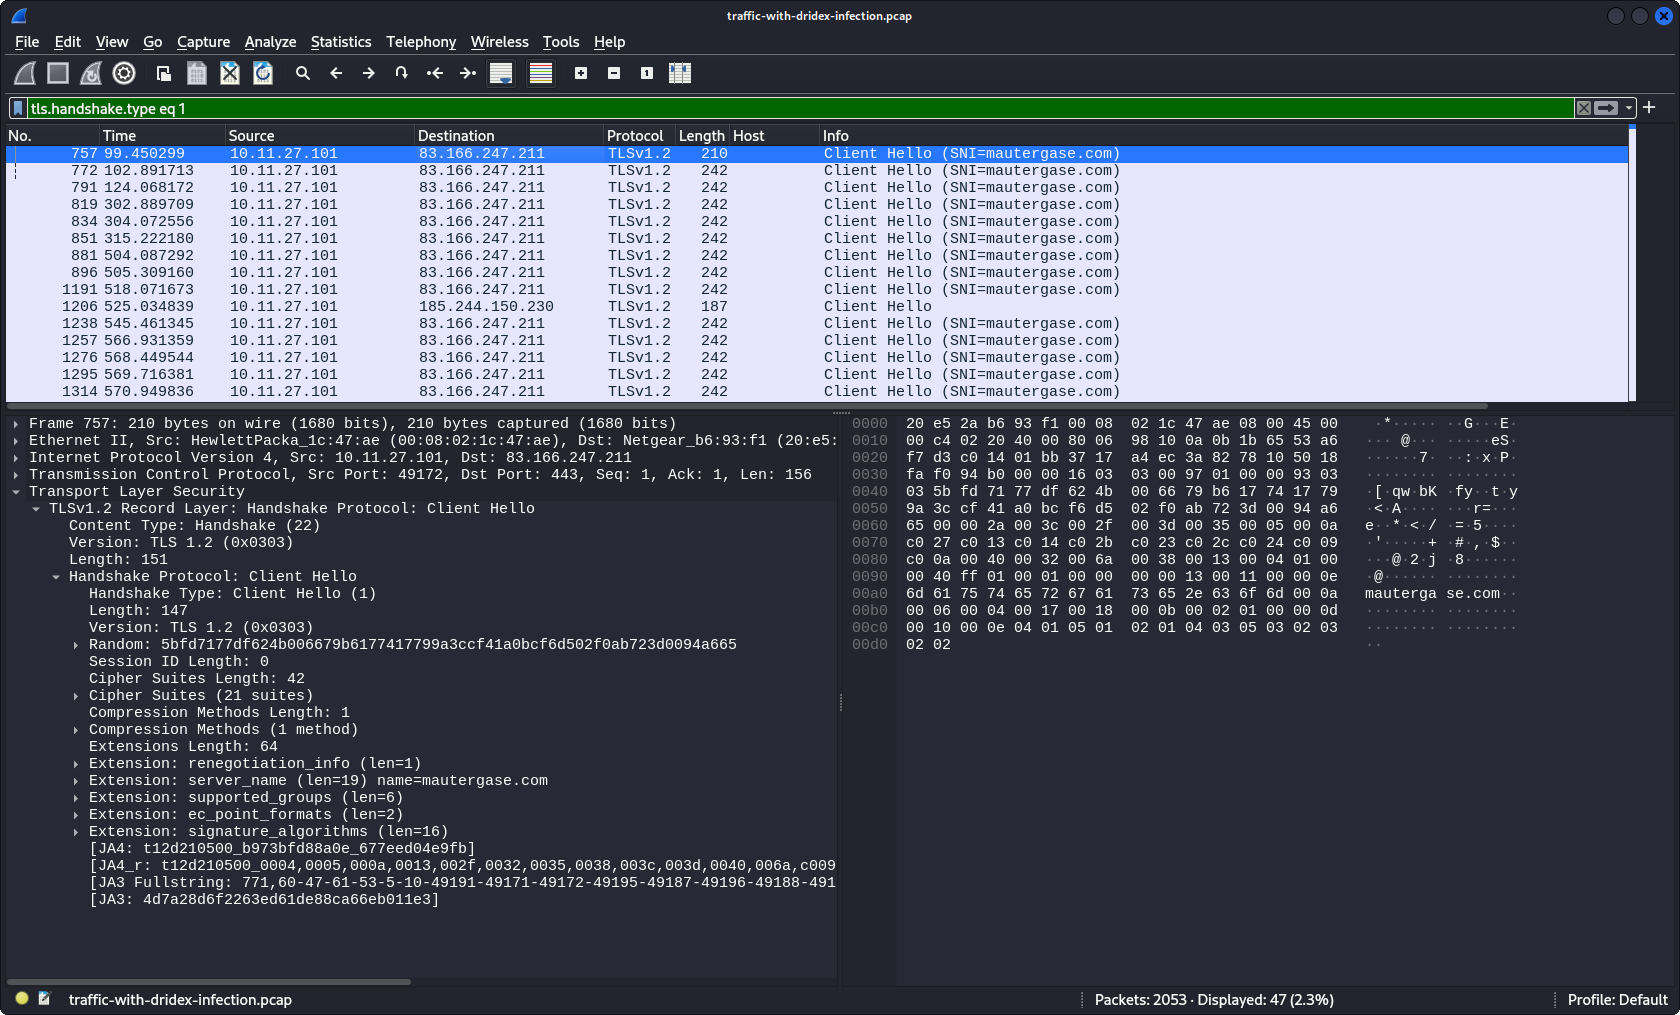 traffic-with-dridex-infection.pcap
File Edit View Go Capture Analyze Statistics Telephony Wireless Tools Help
tls.handshake.type eq 1
No. Time Source Destination Protocol Length Host Info
757 99.450299 10.11.27.101 83.166.247.211 TLSv1.2 210 Client Hello (SNI=mautergase.com)
772 102.891713 10.11.27.101 83.166.247.211 TLSv1.2 242 Client Hello (SNI=mautergase.com)
791 124.068172 10.11.27.101 83.166.247.211 TLSv1.2 242 Client Hello (SNI=mautergase.com)
819 302.889709 10.11.27.101 83.166.247.211 TLSv1.2 242 Client Hello (SNI=mautergase.com)
834 304.072556 10.11.27.101 83.166.247.211 TLSv1.2 242 Client Hello (SNI=mautergase.com)
851 315.222180 10.11.27.101 83.166.247.211 TLSv1.2 242 Client Hello (SNI=mautergase.com)
881 504.087292 10.11.27.101 83.166.247.211 TLSv1.2 242 Client Hello (SNI=mautergase.com)
896 505.309160 10.11.27.101 83.166.247.211 TLSv1.2 242 Client Hello (SNI=mautergase.com)
1191 518.071673 10.11.27.101 83.166.247.211 TLSv1.2 242 Client Hello (SNI=mautergase.com)
1206 525.034839 10.11.27.101 185.244.150.230 TLSv1.2 187 Client Hello
1238 545.461345 10.11.27.101 83.166.247.211 TLSv1.2 242 Client Hello (SNI=mautergase.com)
1257 566.931359 10.11.27.101 83.166.247.211 TLSv1.2 242 Client Hello (SNI=mautergase.com)
1276 568.449544 10.11.27.101 83.166.247.211 TLSv1.2 242 Client Hello (SNI=mautergase.com)
1295 569.716381 10.11.27.101 83.166.247.211 TLSv1.2 242 Client Hello (SNI=mautergase.com)
1314 570.949836 10.11.27.101 83.166.247.211 TLSv1.2 242 Client Hello (SNI=mautergase.com)
Frame 757: 210 bytes on wire (1680 bits), 210 bytes captured (1680 bits)
Ethernet II, Src: HewlettPacka_1c:47:ae (00:08:02:1c:47:ae), Dst: Netgear_b6:93:f1 (20:e5:
Internet Protocol Version 4, Src: 10.11.27.101, Dst: 83.166.247.211
Transmission Control Protocol, Src Port: 49172, Dst Port: 443, Seq: 1, Ack: 1, Len: 156
Transport Layer Security
TLSv1.2 Record Layer: Handshake Protocol: Client Hello
Content Type: Handshake (22)
Version: TLS 1.2 (0x0303)
Length: 151
Handshake Protocol: Client Hello
Handshake Type: Client Hello (1)
Length: 147
Version: TLS 1.2 (0x0303)
Random: 5bfd7177df624b006679b6177417799a3ccf41a0bcf6d502f0ab723d0094a665
Session ID Length: 0
Cipher Suites Length: 42
Cipher Suites (21 suites)
Compression Methods Length: 1
Compression Methods (1 method)
Extensions Length: 64
Extension: renegotiation_info (len=1)
Extension: server_name (len=19) name=mautergase.com
Extension: supported_groups (len=6)
Extension: ec_point_formats (len=2)
Extension: signature_algorithms (len=16)
[JA4: t12d210500_b973bfd88a0e_677eed04e9fb]
[JA4_r: t12d210500_0004,0005,000a,0013,002f,0032,0035,0038,003c,003d,0040,006a,c009
[JA3 Fullstring: 771,60-47-61-53-5-10-49191-49171-49172-49195-49187-49196-49188-491
[JA3: 4d7a28d6f2263ed61de88ca66eb011e3]
0000 20 e5 2a b6 93 f1 00 08 02 1c 47 ae 08 00 45 00 ·*····· ··G···E·
0010 00 c4 02 20 40 00 80 06 98 10 0a 0b 1b 65 53 a6 ··· @··· ·····eS·
0020 f7 d3 c0 14 01 bb 37 17 a4 ec 3a 82 78 10 50 18 ······7· ··:·x·P·
0030 fa f0 94 b0 00 00 16 03 03 00 97 01 00 00 93 03 ········ ········
0040 03 5b fd 71 77 df 62 4b 00 66 79 b6 17 74 17 79 ·[·qw·bK ·fy··t·y
0050 9a 3c cf 41 a0 bc f6 d5 02 f0 ab 72 3d 00 94 a6 ·<·A···· ···r=···
0060 65 00 00 2a 00 3c 00 2f 00 3d 00 35 00 05 00 0a e··*·<·/ ·=·5····
0070 c0 27 c0 13 c0 14 c0 2b c0 23 c0 2c c0 24 c0 09 ·'·····+ ·#·,·$··
0080 c0 0a 00 40 00 32 00 6a 00 38 00 13 00 04 01 00 ···@·2·j ·8······
0090 00 40 ff 01 00 01 00 00 00 00 13 00 11 00 00 0e ·@······ ········
00a0 6d 61 75 74 65 72 67 61 73 65 2e 63 6f 6d 00 0a mauterga se.com··
00b0 00 06 00 04 00 17 00 18 00 0b 00 02 01 00 00 0d ········ ········
00c0 00 10 00 0e 04 01 05 01 02 01 04 03 05 03 02 03 ········ ········
00d0 02 02 ··
traffic-with-dridex-infection.pcap Packets: 2053 · Displayed: 47 (2.3%) Profile: Default